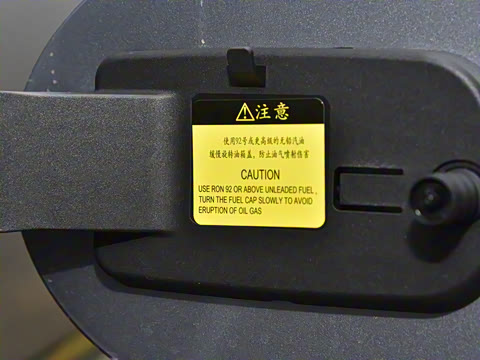 注意
使用92号或更高级的无铅汽油
缓慢旋转油箱盖，防止油气喷射伤害
CAUTION
USE RON 92 OR ABOVE UNLEADED FUEL,
TURN THE FUEL CAP SLOWLY TO AVOID
ERUPTION OF OIL GAS